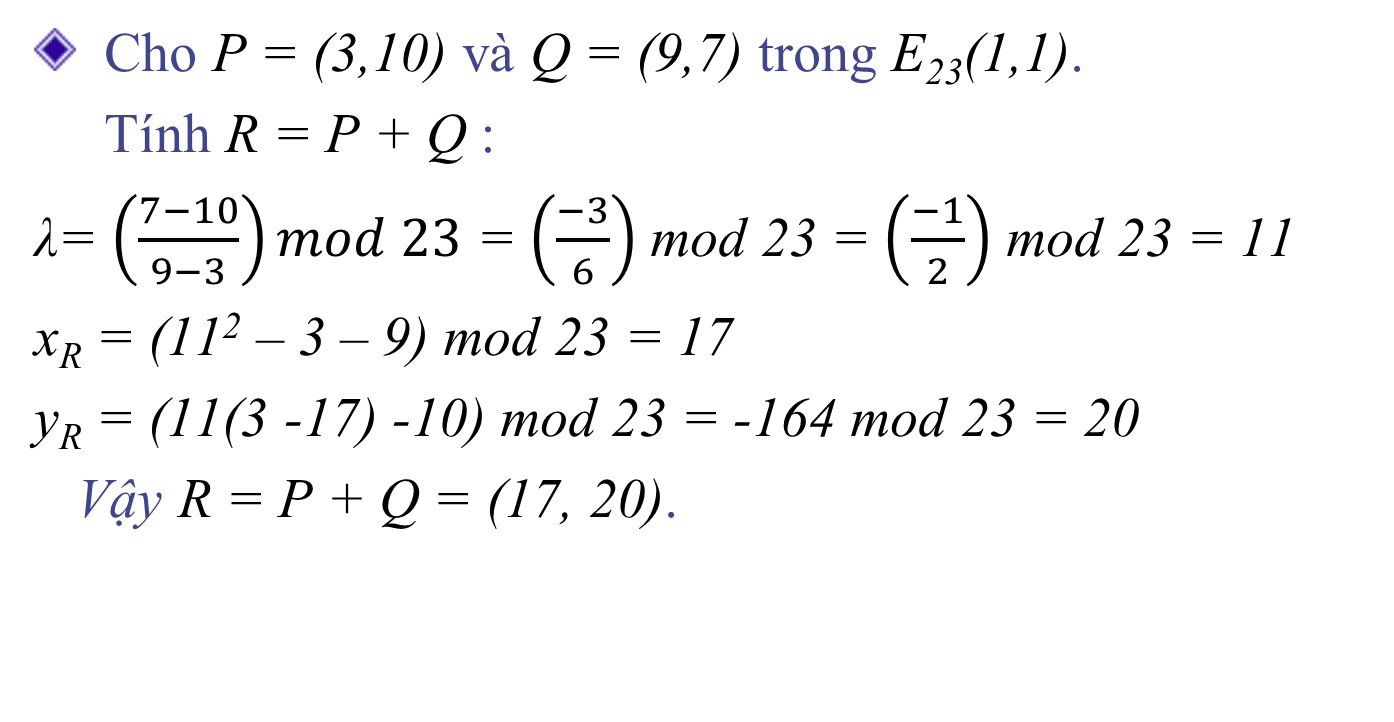 Cho P = (3,10) và Q = (9,7) trong E₂₃(1,1).
Tính R = P + Q :
λ= ((7−10)/(9−3)) mod 23 = (−3/6) mod 23 = (−1/2) mod 23 = 11
x_R = (11² – 3 – 9) mod 23 = 17
y_R = (11(3 -17) -10) mod 23 = -164 mod 23 = 20
Vậy R = P + Q = (17, 20).